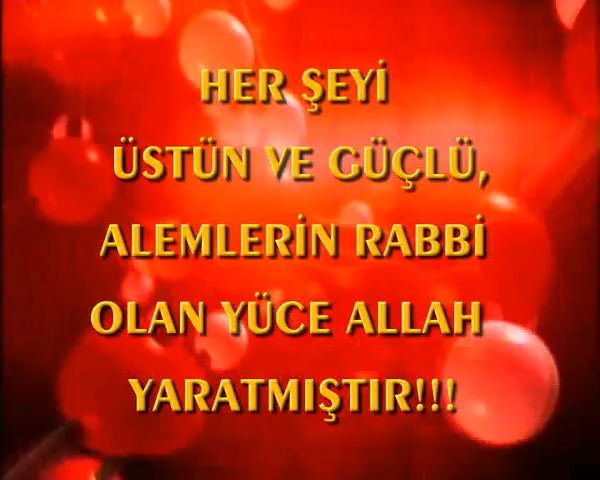 HER ŞEYİ
ÜSTÜN VE GÜÇLÜ,
ALEMLERİN RABBİ
OLAN YÜCE ALLAH
YARATMIŞTIR!!!